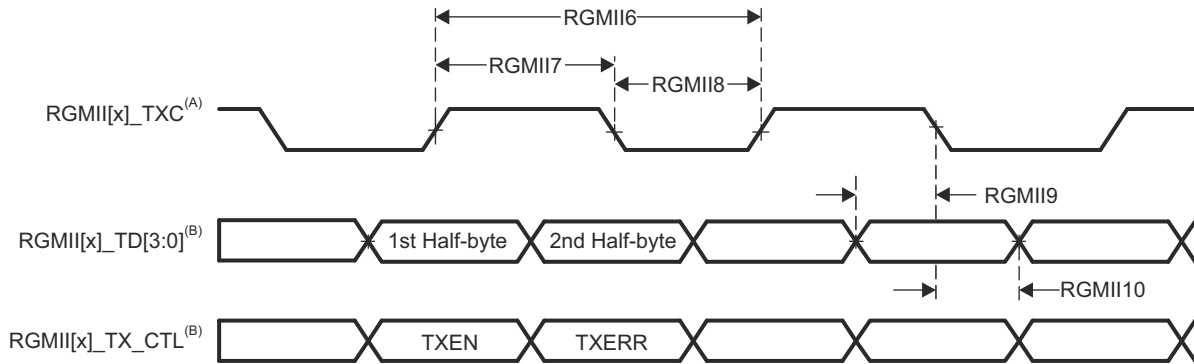 RGMII6
RGMII7
RGMII8
RGMII[x]_TXC(A)
RGMII9
RGMII[x]_TD[3:0](B)
1st Half-byte
2nd Half-byte
RGMII10
RGMII[x]_TX_CTL(B)
TXEN
TXERR